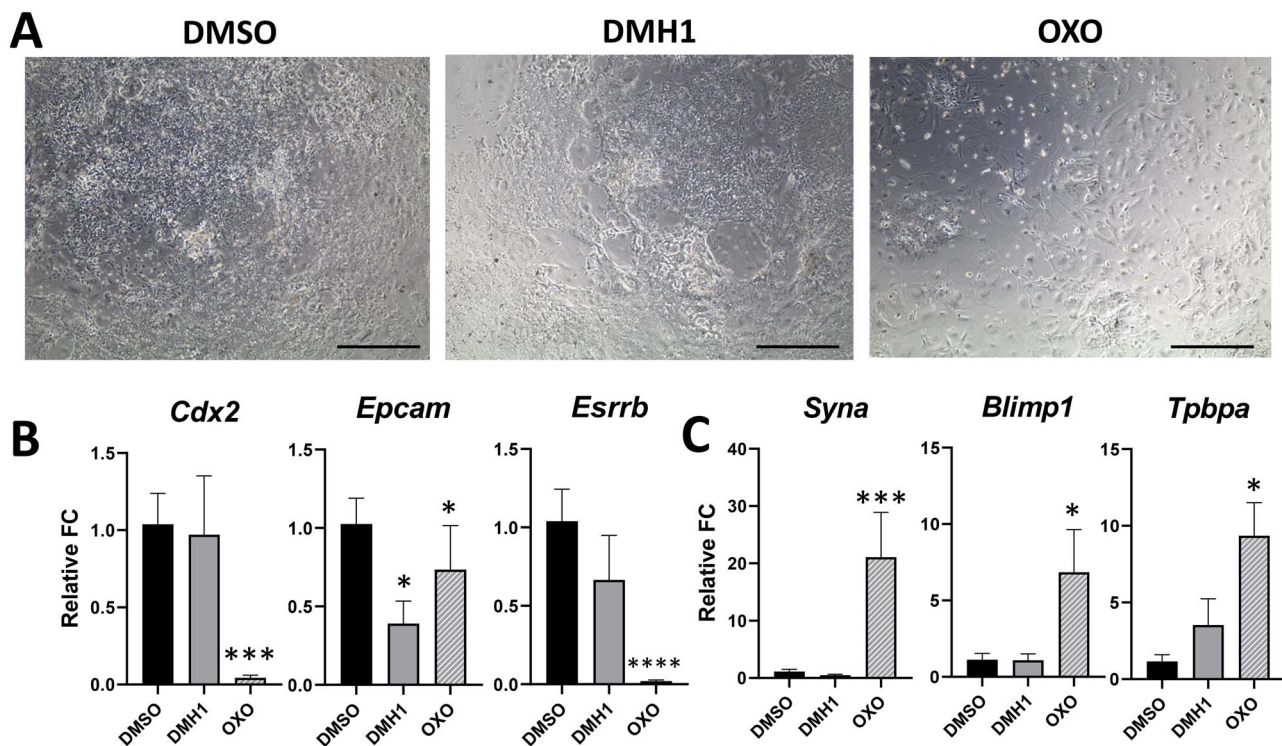 A
DMSO
DMH1
OXO
B
Cdx2
Epcam
Esrrb
Relative FC
1.5
1.0
0.5
0.0
***
DMSO
DMH1
OXO
1.5
1.0
0.5
0.0
*
*
DMSO
DMH1
OXO
1.5
1.0
0.5
0.0
****
DMSO
DMH1
OXO
C
Syna
Blimp1
Tpbpa
Relative FC
40
30
20
10
0
***
DMSO
DMH1
OXO
15
10
5
0
*
DMSO
DMH1
OXO
15
10
5
0
*
DMSO
DMH1
OXO